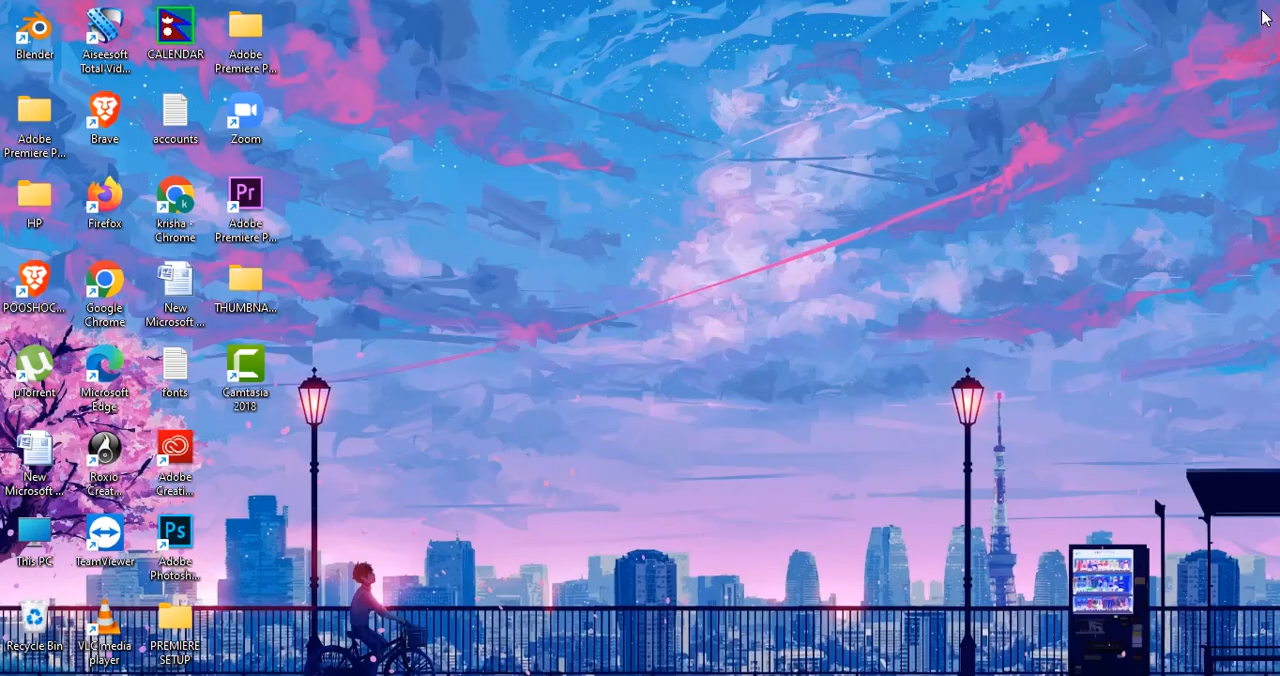 Blender
Aiseesoft
Total Vid...
CALENDAR
Adobe
Premiere P...
Adobe
Premiere P...
Brave
accounts
Zoom
HP
Firefox
krisha -
Chrome
Pr
Adobe
Premiere P...
POOSHOC...
Google
Chrome
New
Microsoft ...
THUMBNA...
µTorrent
Microsoft
Edge
fonts
Camtasia
2018
New
Microsoft ...
Roxio
Creat...
Adobe
Creati...
This PC
TeamViewer
Ps
Adobe
Photosh...
Recycle Bin
VLC media
player
PREMIERE
SETUP